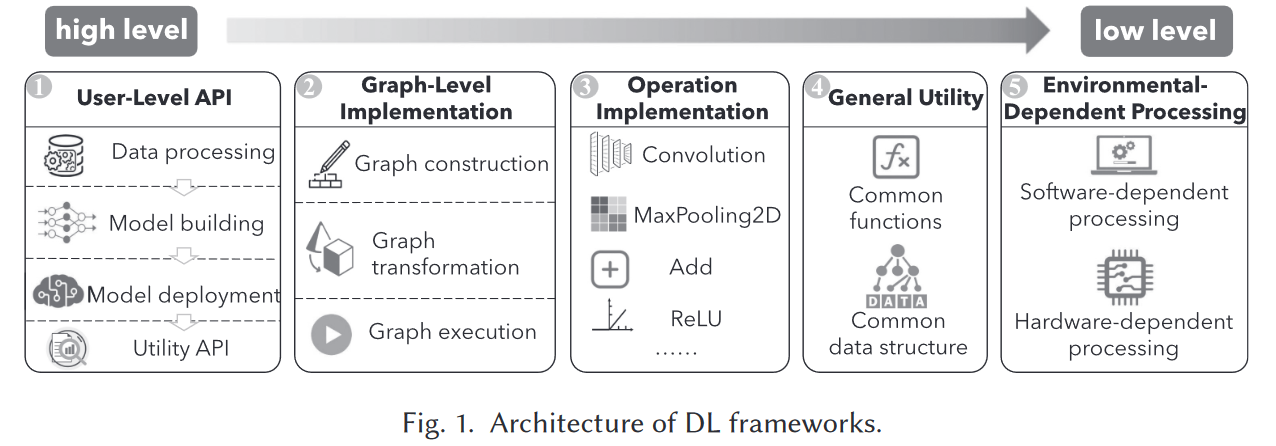 high level
low level
1
User-Level API
Data processing
Model building
Model deployment
Utility API
2
Graph-Level
Implementation
Graph construction
Graph
transformation
Graph execution
3
Operation
Implementation
Convolution
MaxPooling2D
Add
ReLU
......
4
General Utility
fx
Common
functions
DATA
Common
data structure
5
Environmental-
Dependent Processing
Software-dependent
processing
Hardware-dependent
processing
Fig. 1. Architecture of DL frameworks.